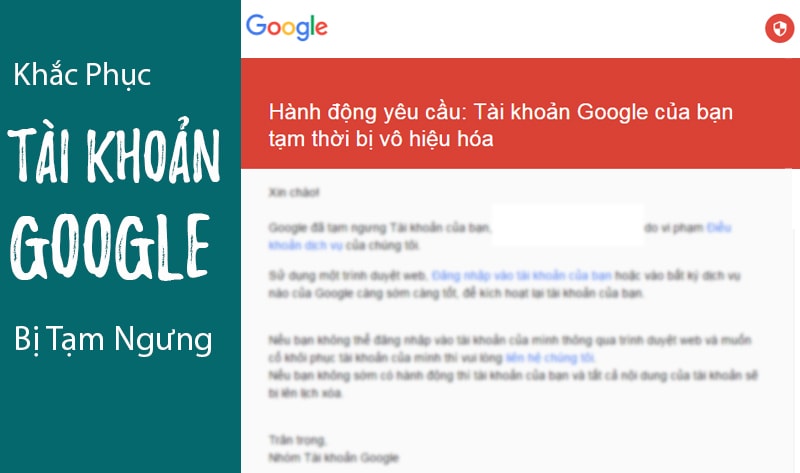 Khắc Phục
TÀI KHOẢN
GOOGLE
Bị Tạm Ngưng
Google
Hành động yêu cầu: Tài khoản Google của bạn
tạm thời bị vô hiệu hóa
Xin chào!
Google đã tạm ngưng Tài khoản của bạn, do vi phạm Điều
khoản dịch vụ của chúng tôi.
Sử dụng một trình duyệt web, Đăng nhập vào tài khoản của bạn hoặc vào bất kỳ dịch vụ
nào của Google càng sớm càng tốt, để kích hoạt lại tài khoản của bạn.
Nếu bạn không thể đăng nhập vào tài khoản của mình thông qua trình duyệt web và muốn
cố khôi phục tài khoản của mình thì vui lòng liên hệ chúng tôi.
Nếu bạn không sớm có hành động thì tài khoản của bạn và tất cả nội dung của tài khoản sẽ
bị lên lịch xóa.
Trân trọng,
Nhóm Tài khoản Google